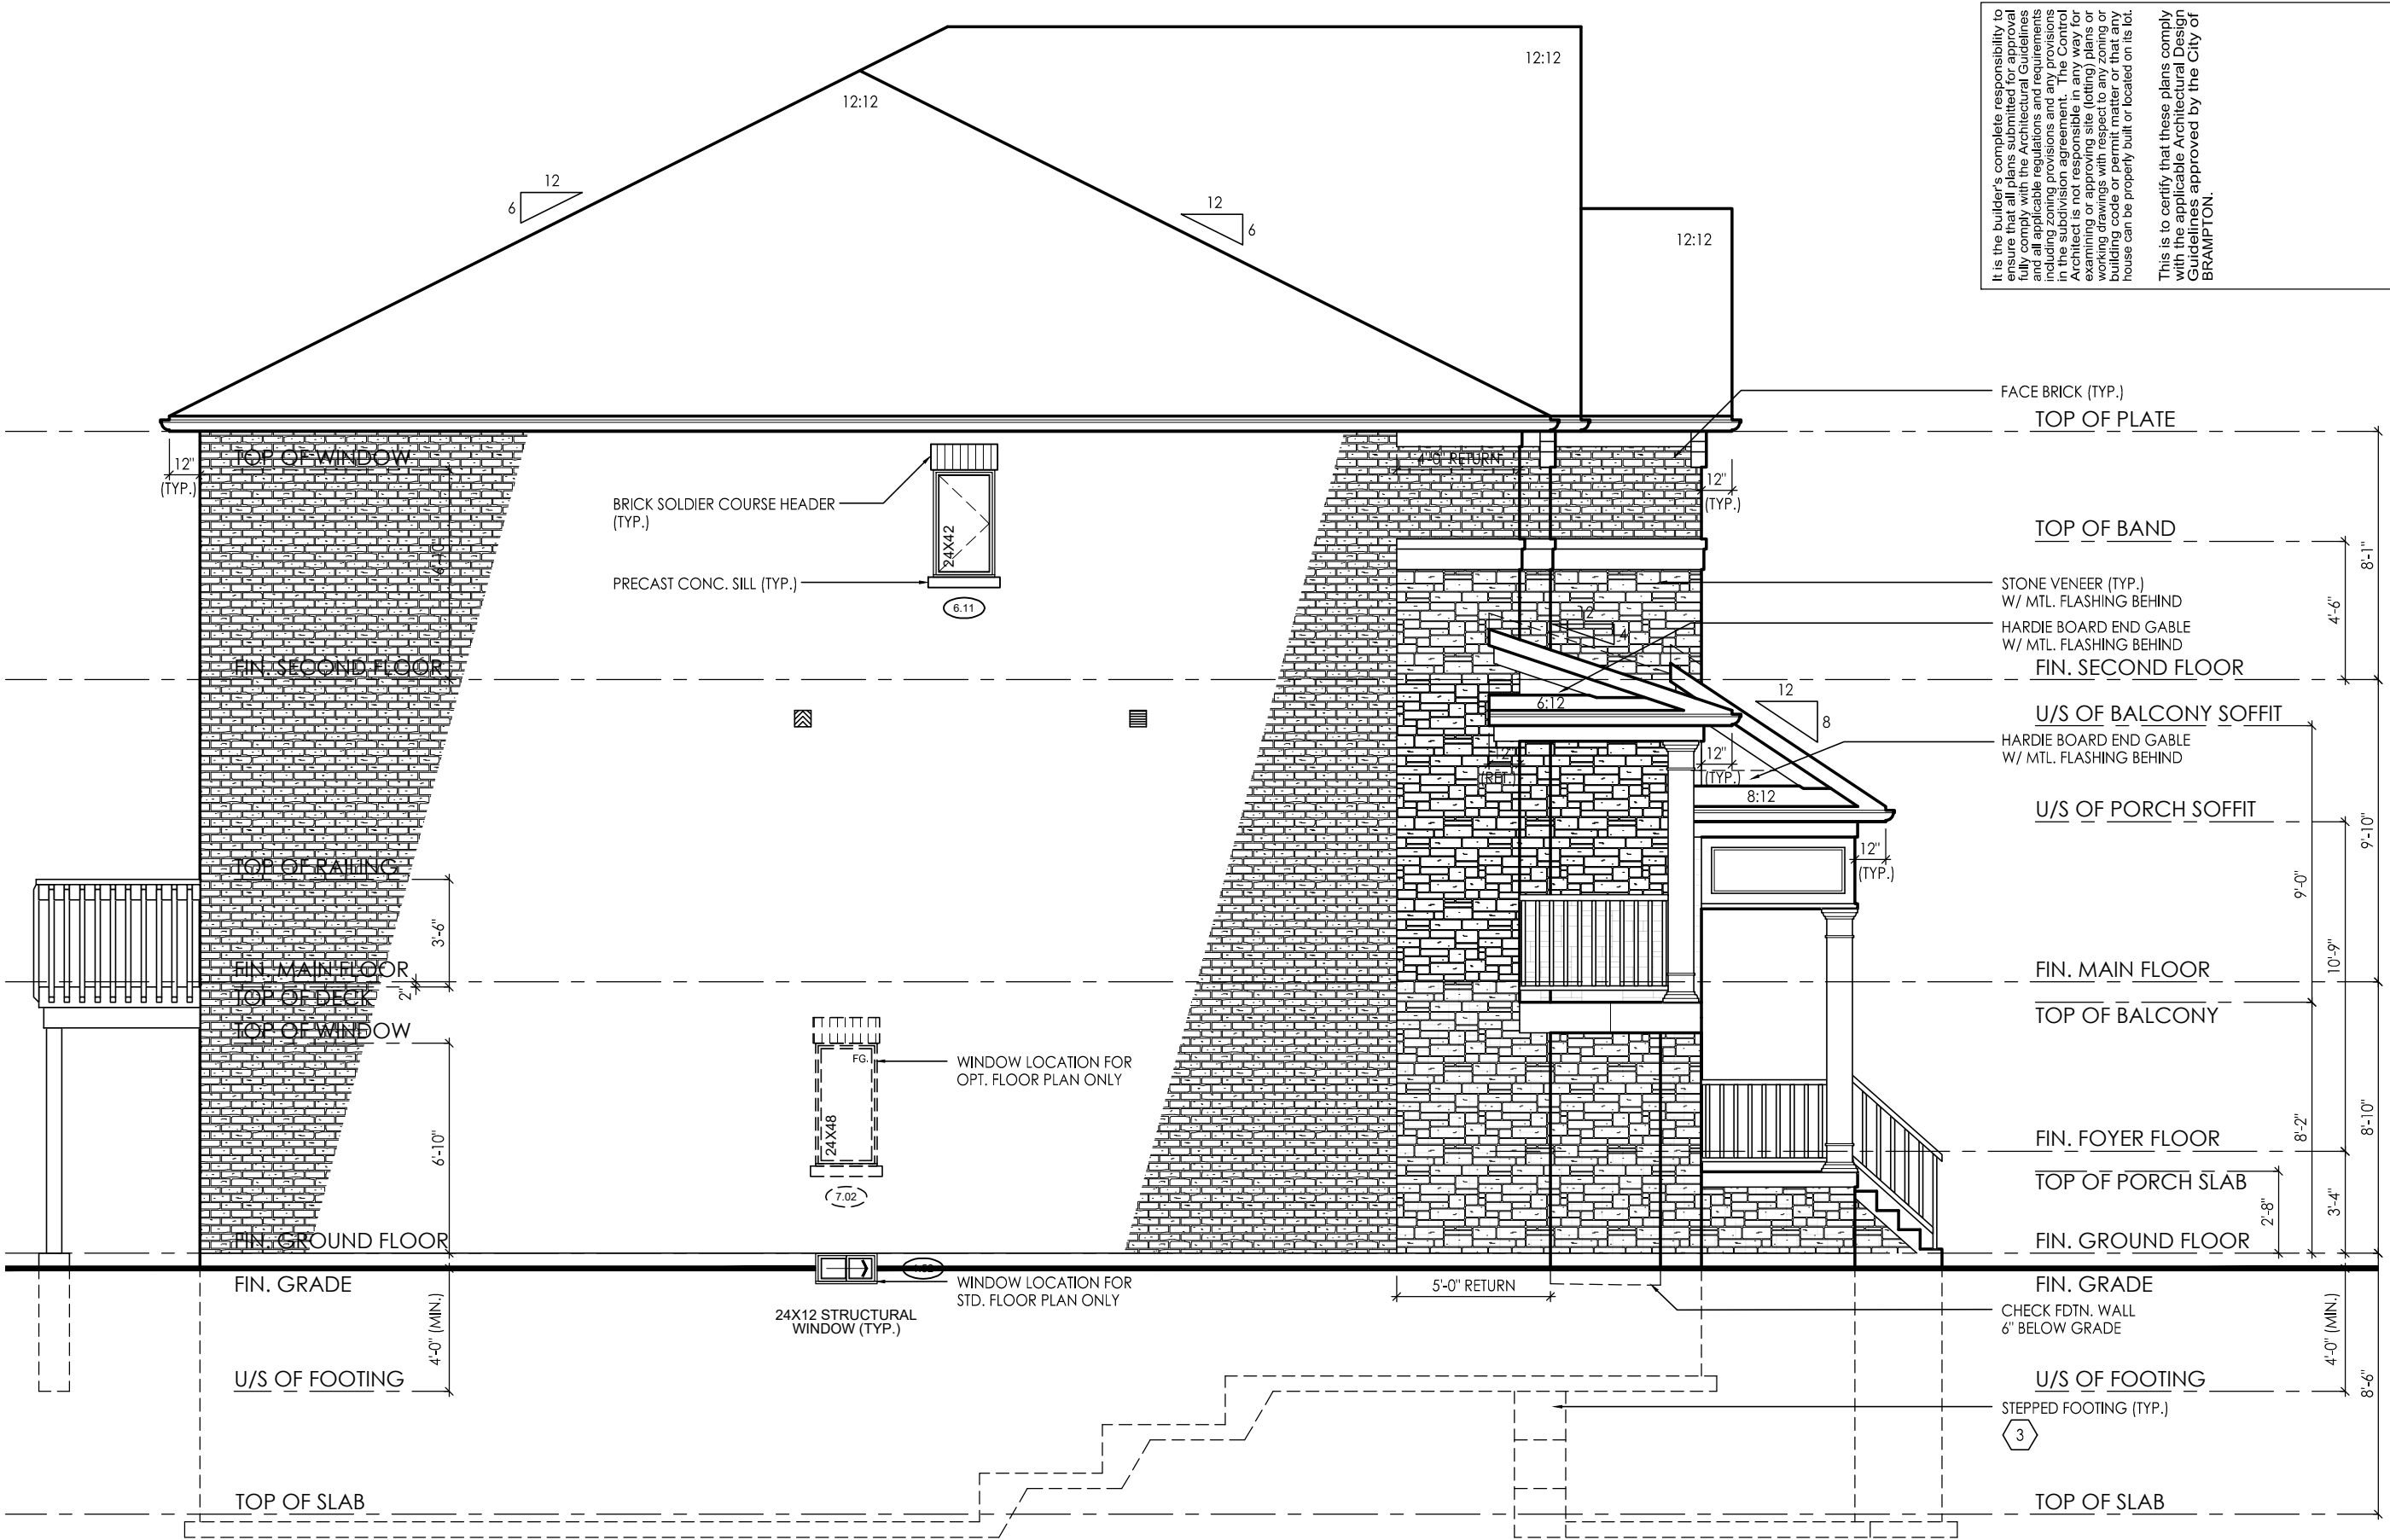 It is the builder's complete responsibility to
ensure that all plans submitted for approval
fully comply with the Architectural Guidelines
and all applicable regulations and requirements
including zoning provisions and any provisions
in the subdivision agreement. The Control
Architect is not responsible in any way for
examining or approving site (lotting) plans or
working drawings with respect to any zoning or
building code or permit matter or that any
house can be properly built or located on its lot.
This is to certify that these plans comply
with the applicable Architectural Design
Guidelines approved by the City of
BRAMPTON.
12:12
12:12
12
6
12
6
12:12
FACE BRICK (TYP.)
TOP OF PLATE
12"
(TYP.)
TOP OF WINDOW
6'-10"
BRICK SOLDIER COURSE HEADER
(TYP.)
24X42
PRECAST CONC. SILL (TYP.)
6.11
4'-0" RETURN
12"
(TYP.)
TOP OF BAND
8'-1"
4'-6"
STONE VENEER (TYP.)
W/ MTL. FLASHING BEHIND
12
4
HARDIE BOARD END GABLE
W/ MTL. FLASHING BEHIND
FIN. SECOND FLOOR
FIN. SECOND FLOOR
6:12
12
8
U/S OF BALCONY SOFFIT
HARDIE BOARD END GABLE
W/ MTL. FLASHING BEHIND
12"
(RET.)
12"
(TYP.)
8:12
U/S OF PORCH SOFFIT
9'-10"
12"
(TYP.)
9'-0"
10'-9"
TOP OF RAILING
3'-6"
FIN. MAIN FLOOR
2"
TOP OF DECK
TOP OF WINDOW
FIN. MAIN FLOOR
TOP OF BALCONY
FG.
24X48
WINDOW LOCATION FOR
OPT. FLOOR PLAN ONLY
7.02
6'-10"
8'-2"
8'-10"
FIN. FOYER FLOOR
TOP OF PORCH SLAB
2'-8"
3'-4"
FIN. GROUND FLOOR
FIN. GROUND FLOOR
FIN. GRADE
WINDOW LOCATION FOR
STD. FLOOR PLAN ONLY
24X12 STRUCTURAL
WINDOW (TYP.)
5'-0" RETURN
FIN. GRADE
CHECK FDTN. WALL
6" BELOW GRADE
4'-0" (MIN.)
4'-0" (MIN.)
U/S OF FOOTING
U/S OF FOOTING
8'-6"
STEPPED FOOTING (TYP.)
3
TOP OF SLAB
TOP OF SLAB